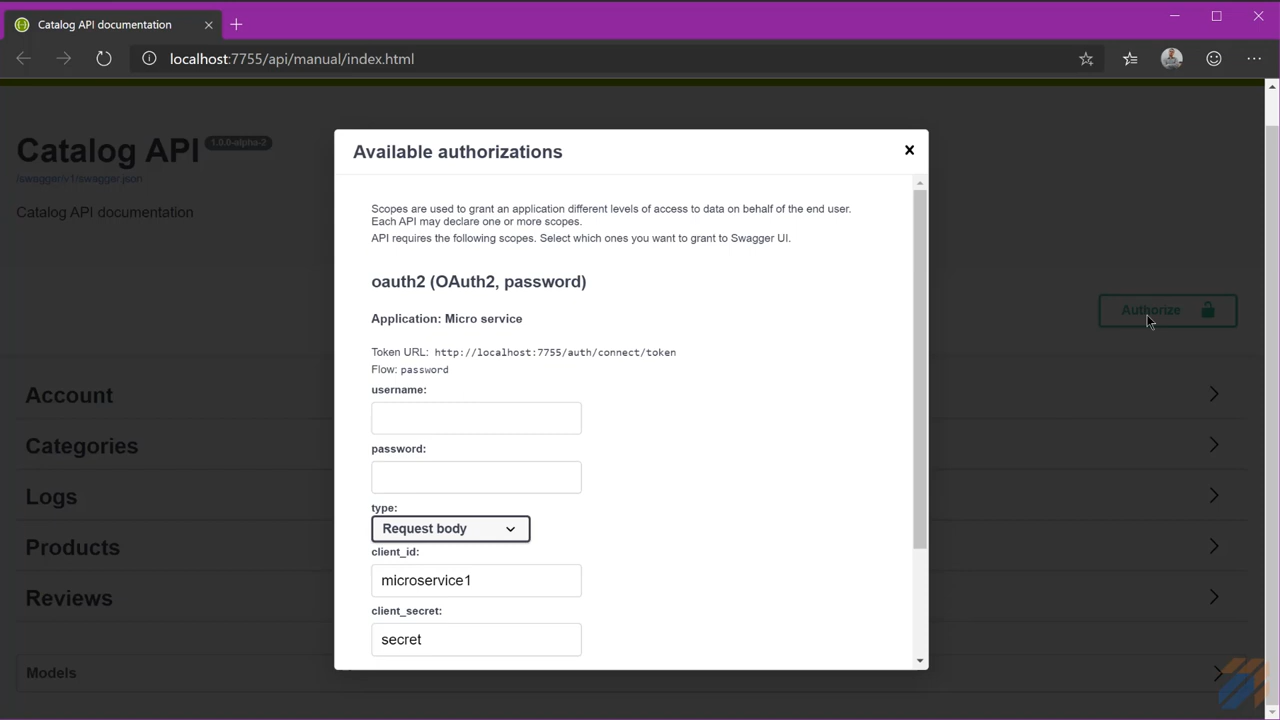 Catalog API documentation
localhost:7755/api/manual/index.html
Catalog API 1.0.0-alpha-2
/swagger/v1/swagger.json
Catalog API documentation
Authorize
Account
Categories
Logs
Products
Reviews
Models
Available authorizations
Scopes are used to grant an application different levels of access to data on behalf of the end user.
Each API may declare one or more scopes.
API requires the following scopes. Select which ones you want to grant to Swagger UI.
oauth2 (OAuth2, password)
Application: Micro service
Token URL: http://localhost:7755/auth/connect/token
Flow: password
username:
password:
type:
Request body
client_id:
microservice1
client_secret:
secret